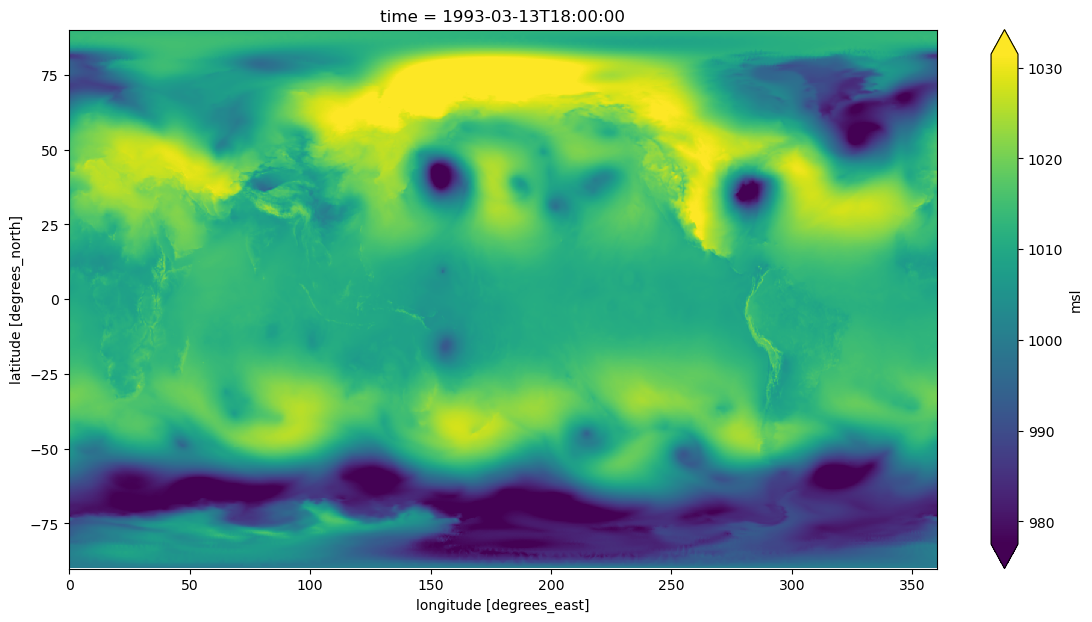 time = 1993-03-13T18:00:00
latitude [degrees_north]
75
50
25
0
−25
−50
−75
0 50 100 150 200 250 300 350
longitude [degrees_east]
1030
1020
1010
1000
990
980
msl